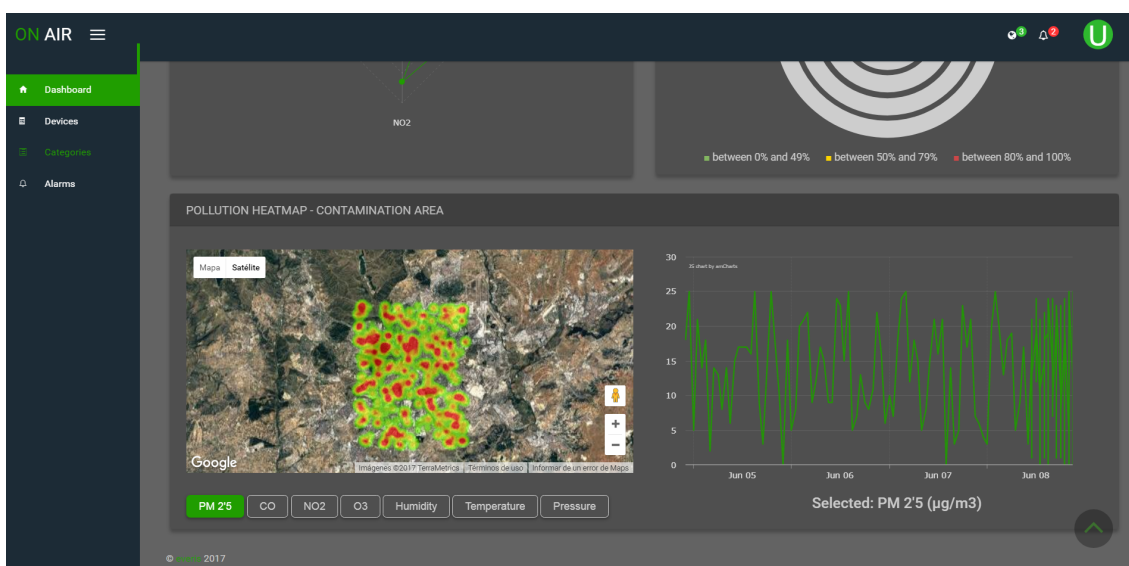 ON AIR
3
2
U
Dashboard
Devices
Categories
Alarms
NO2
between 0% and 49% between 50% and 79% between 80% and 100%
POLLUTION HEATMAP - CONTAMINATION AREA
Mapa Satélite
Google
Imágenes ©2017 TerraMetrics Términos de uso Informar de un error de Maps
PM 2'5 CO NO2 O3 Humidity Temperature Pressure
30
JS chart by amCharts
25
20
15
10
5
0
Jun 05 Jun 06 Jun 07 Jun 08
Selected: PM 2'5 (µg/m3)
© 2017